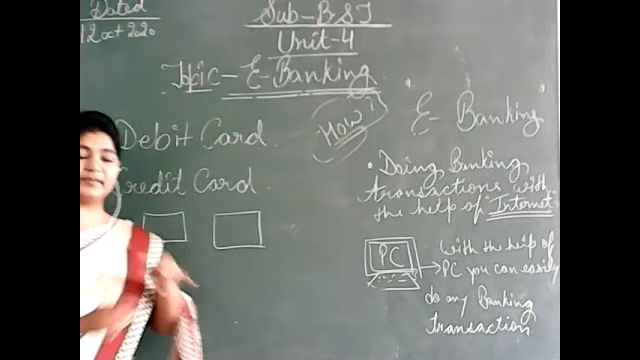 Dated
12 oct 2020
Sub-BST
Unit-4
Topic - E-Banking
Debit Card
Credit Card
How?
"E-Banking"
• Doing Banking
transactions with
the help of "Internet"
PC
With the help of
PC you can easily
do any Banking
Transaction